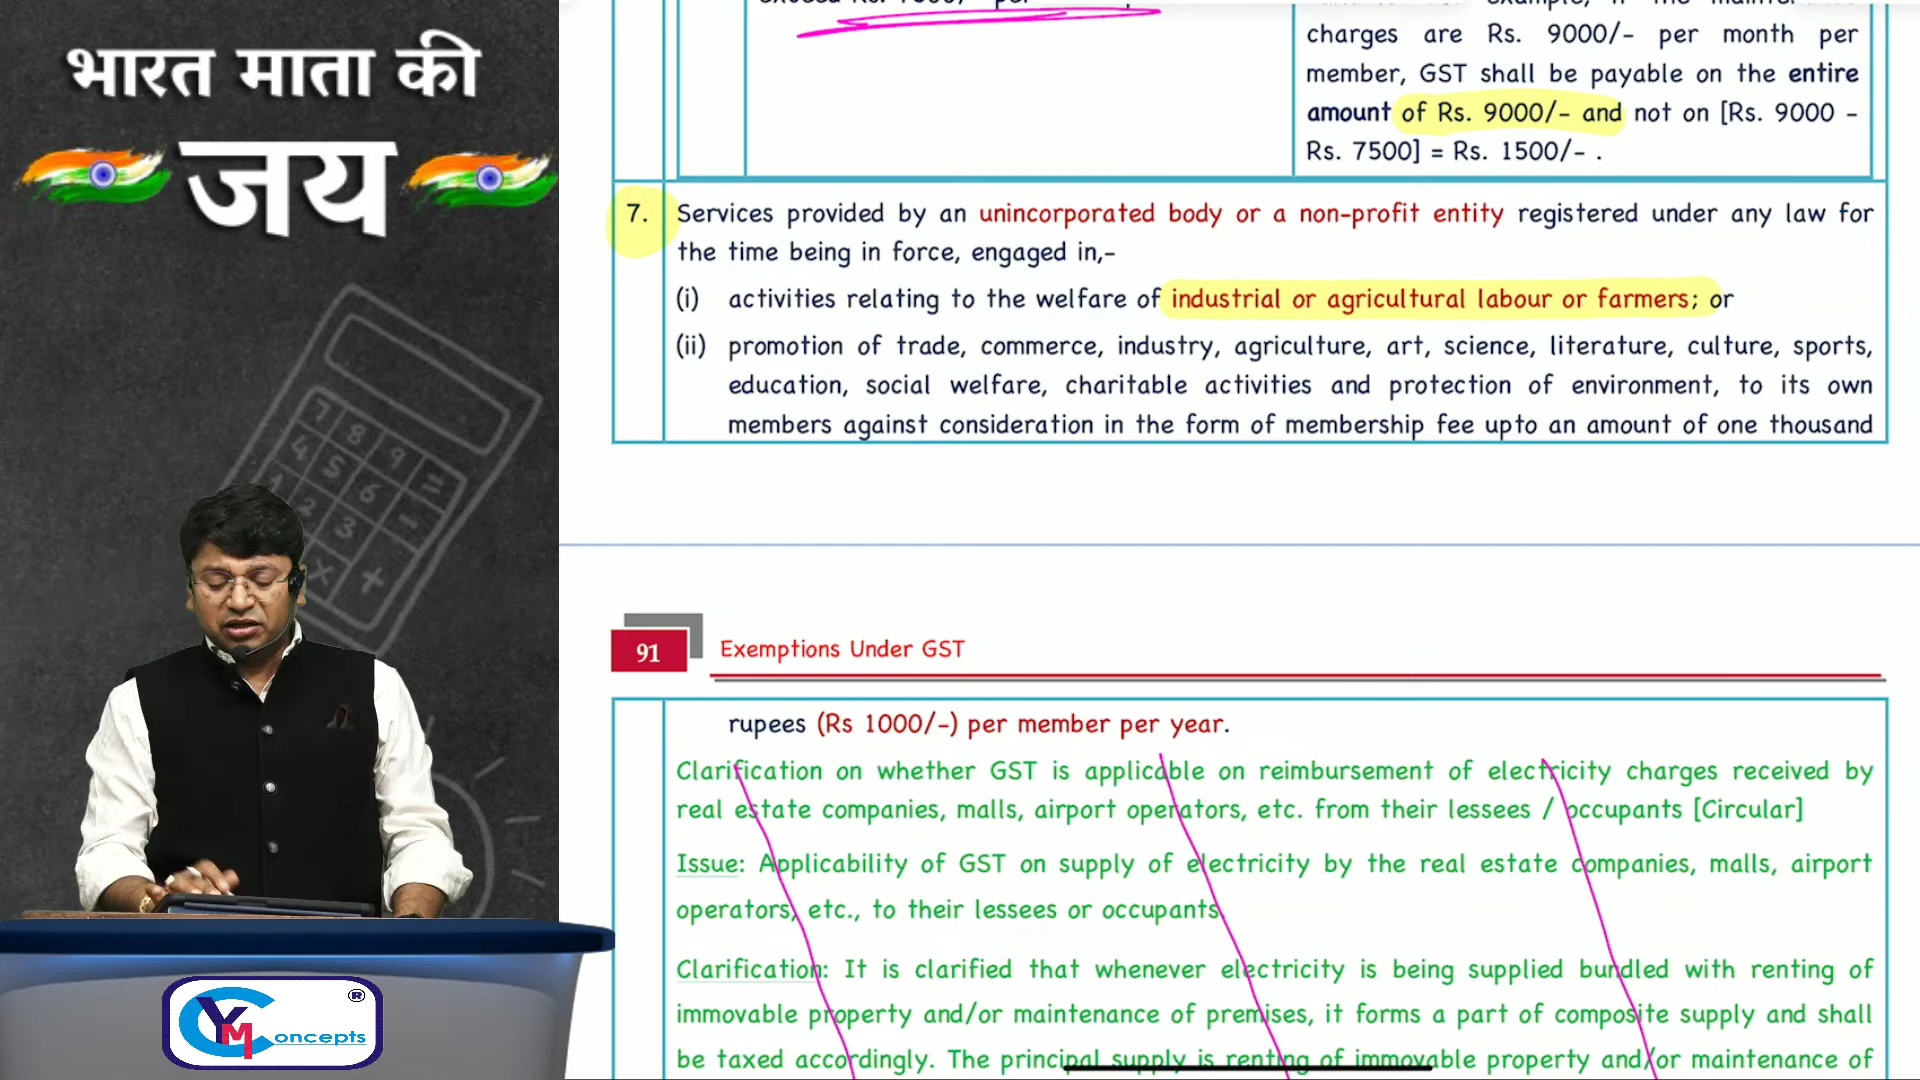 भारत माता की
जय
charges are Rs. 9000/- per month per
member, GST shall be payable on the entire
amount of Rs. 9000/- and not on [Rs. 9000 -
Rs. 7500] = Rs. 1500/- .
7. Services provided by an unincorporated body or a non-profit entity registered under any law for
the time being in force, engaged in,-
(i) activities relating to the welfare of industrial or agricultural labour or farmers; or
(ii) promotion of trade, commerce, industry, agriculture, art, science, literature, culture, sports,
education, social welfare, charitable activities and protection of environment, to its own
members against consideration in the form of membership fee upto an amount of one thousand
91 Exemptions Under GST
rupees (Rs 1000/-) per member per year.
Clarification on whether GST is applicable on reimbursement of electricity charges received by
real estate companies, malls, airport operators, etc. from their lessees / occupants [Circular]
Issue: Applicability of GST on supply of electricity by the real estate companies, malls, airport
operators, etc., to their lessees or occupants.
Clarification: It is clarified that whenever electricity is being supplied bundled with renting of
immovable property and/or maintenance of premises, it forms a part of composite supply and shall
be taxed accordingly. The principal supply is renting of immovable property and/or maintenance of
7 8 9 =
4 5 6 -
1 2 3
× +
YMConcepts ®